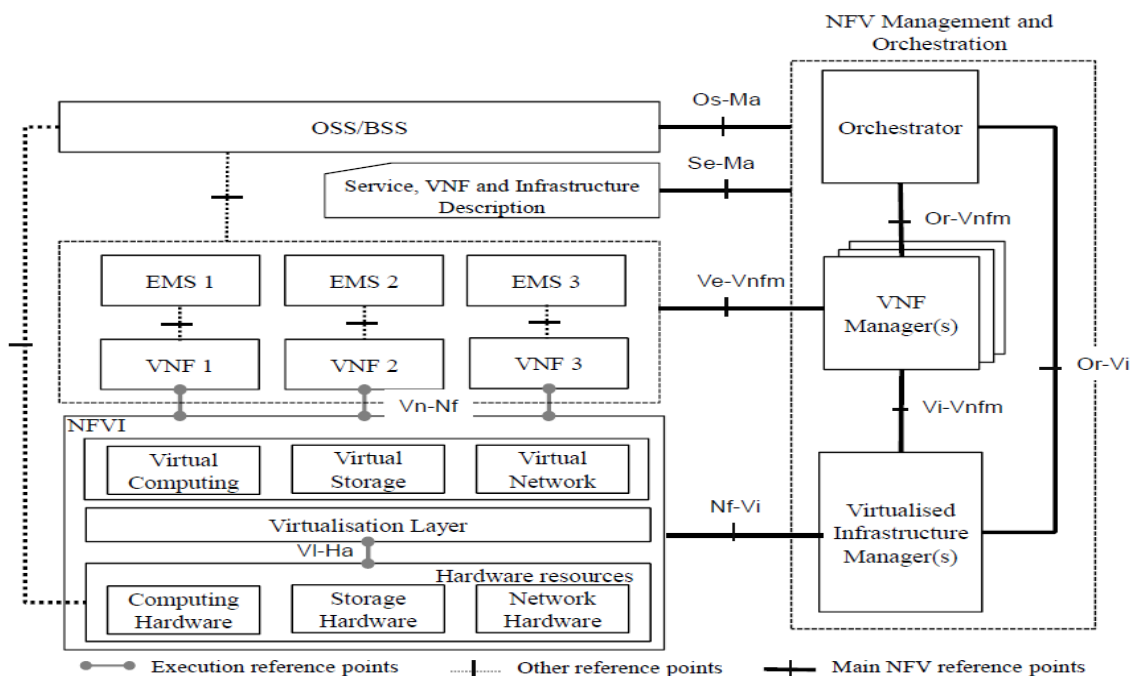 NFV Management and
Orchestration
Os-Ma
OSS/BSS
Orchestrator
Se-Ma
Service, VNF and Infrastructure
Description
Or-Vnfm
EMS 1
EMS 2
EMS 3
Ve-Vnfm
VNF
Manager(s)
VNF 1
VNF 2
VNF 3
Or-Vi
Vn-Nf
Vi-Vnfm
NFVI
Virtual
Computing
Virtual
Storage
Virtual
Network
Nf-Vi
Virtualised
Infrastructure
Manager(s)
Virtualisation Layer
Vl-Ha
Hardware resources
Computing
Hardware
Storage
Hardware
Network
Hardware
Execution reference points
Other reference points
Main NFV reference points